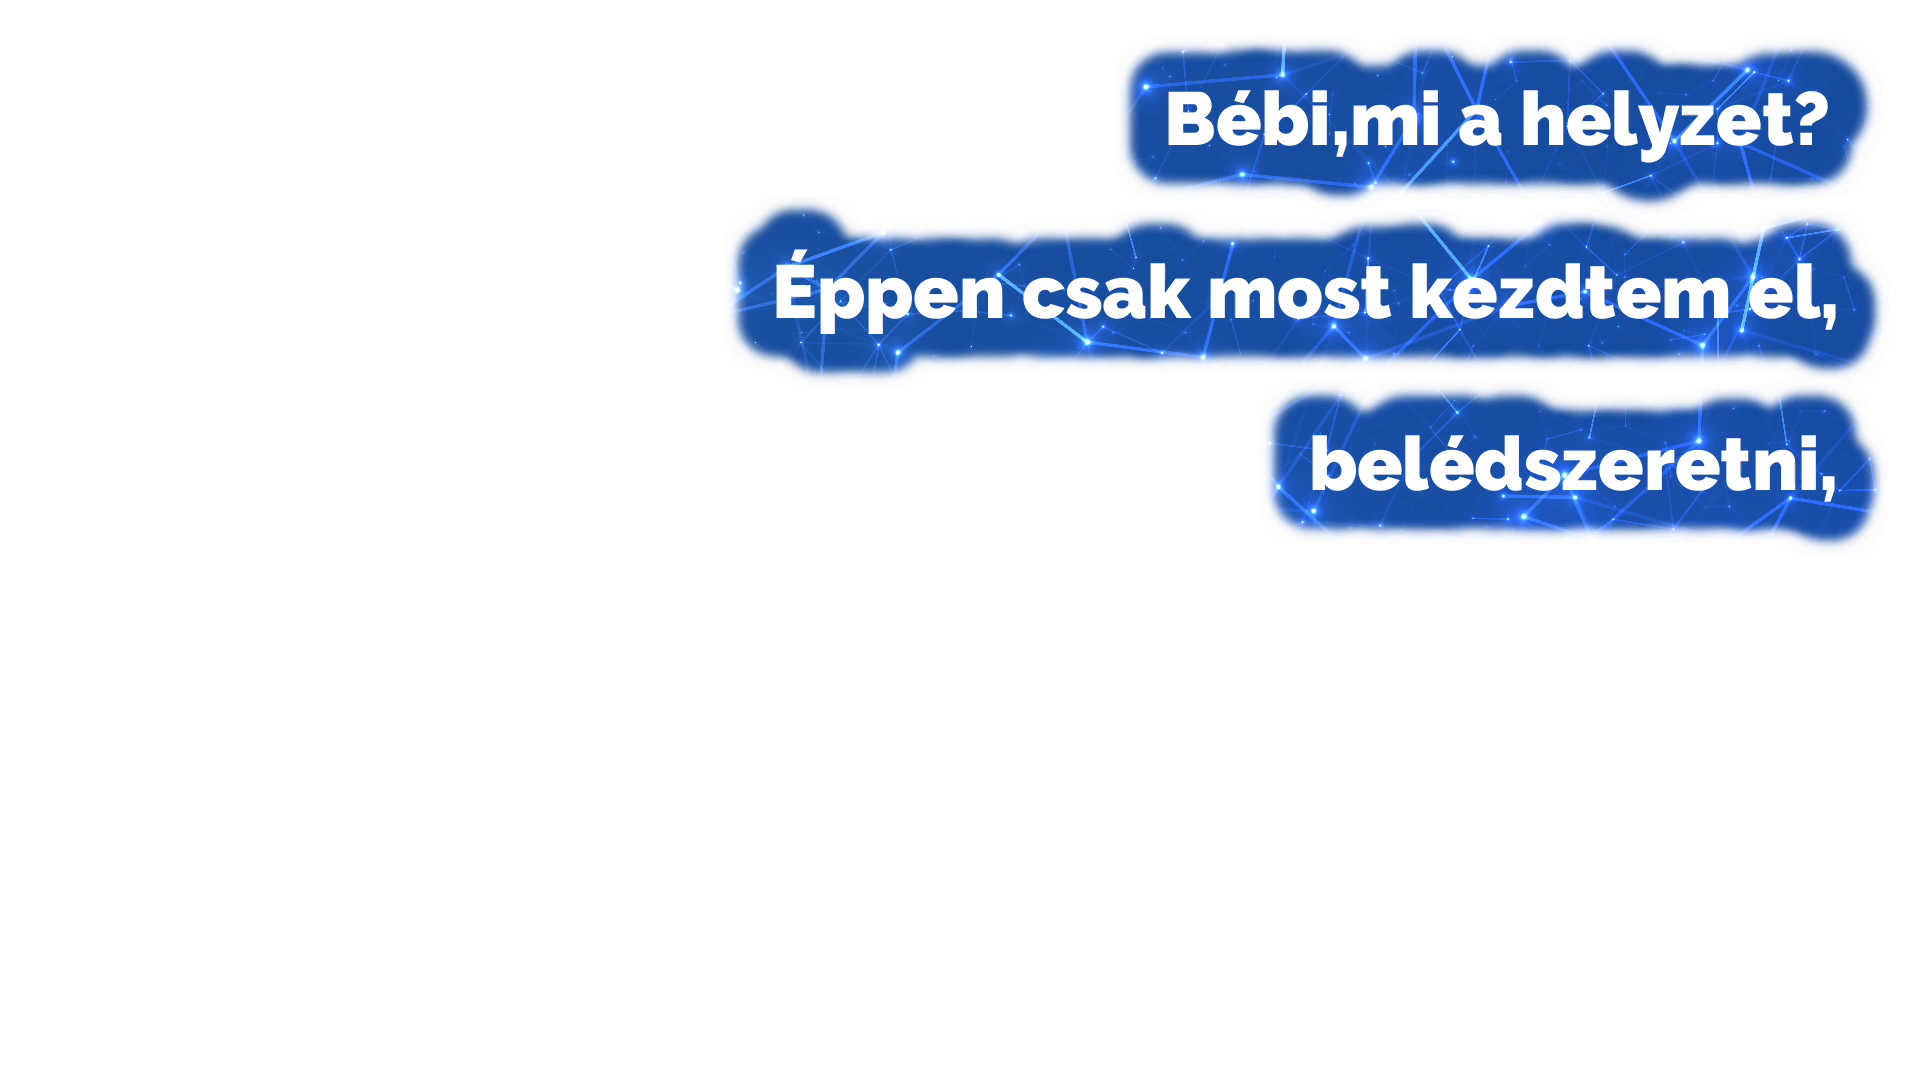 Bébi,mi a helyzet?
Éppen csak most kezdtem el,
belédszeretni,